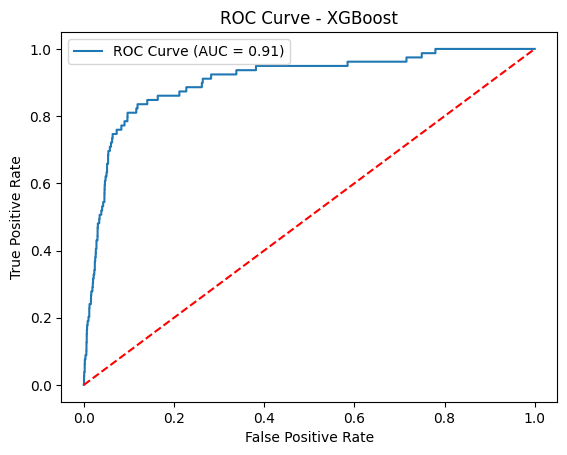 ROC Curve - XGBoost
ROC Curve (AUC = 0.91)
True Positive Rate
1.0
0.8
0.6
0.4
0.2
0.0
0.0 0.2 0.4 0.6 0.8 1.0
False Positive Rate